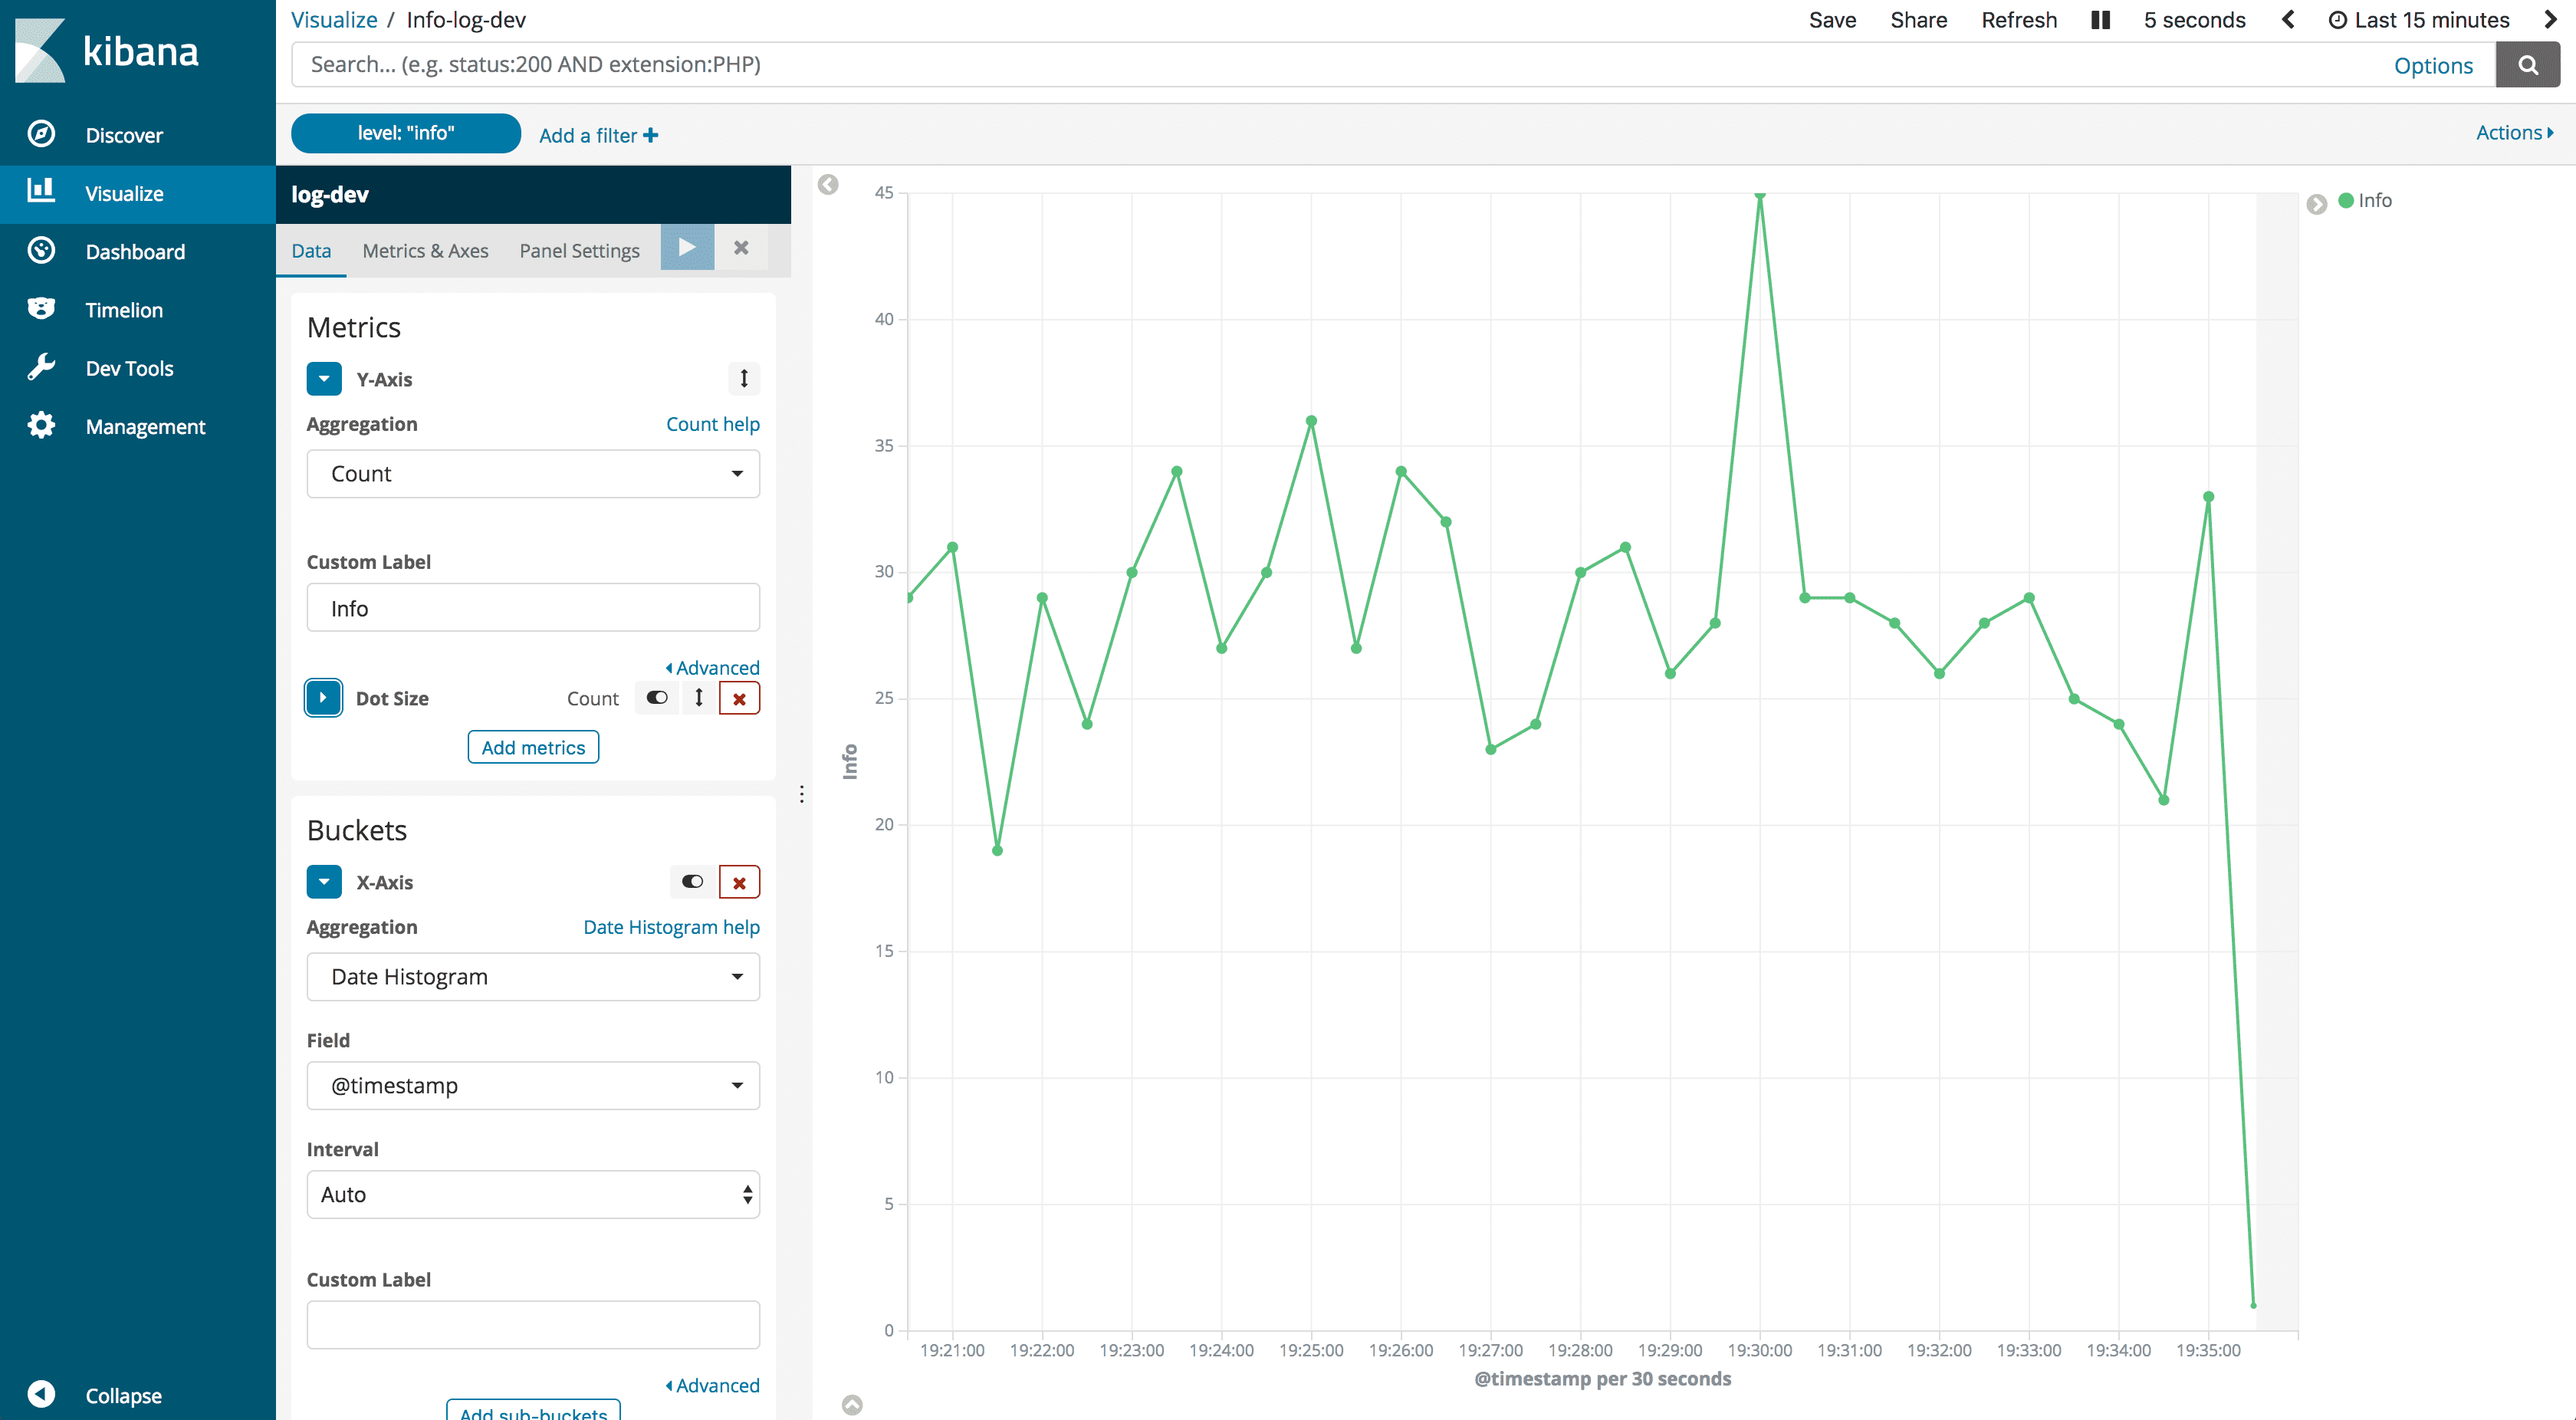 kibana
Discover
Visualize
Dashboard
Timelion
Dev Tools
Management
Collapse
Visualize / Info-log-dev
Save Share Refresh 5 seconds Last 15 minutes
Search... (e.g. status:200 AND extension:PHP)
Options
level: "info"
Add a filter
Actions
log-dev
Data Metrics & Axes Panel Settings
Metrics
Y-Axis
Aggregation Count help
Count
Custom Label
Info
Advanced
Dot Size Count
Add metrics
Buckets
X-Axis
Aggregation Date Histogram help
Date Histogram
Field
@timestamp
Interval
Auto
Custom Label
Advanced
Add sub-buckets
45
40
35
30
25
20
15
10
5
0
Info
19:21:00 19:22:00 19:23:00 19:24:00 19:25:00 19:26:00 19:27:00 19:28:00 19:29:00 19:30:00 19:31:00 19:32:00 19:33:00 19:34:00 19:35:00
@timestamp per 30 seconds
Info